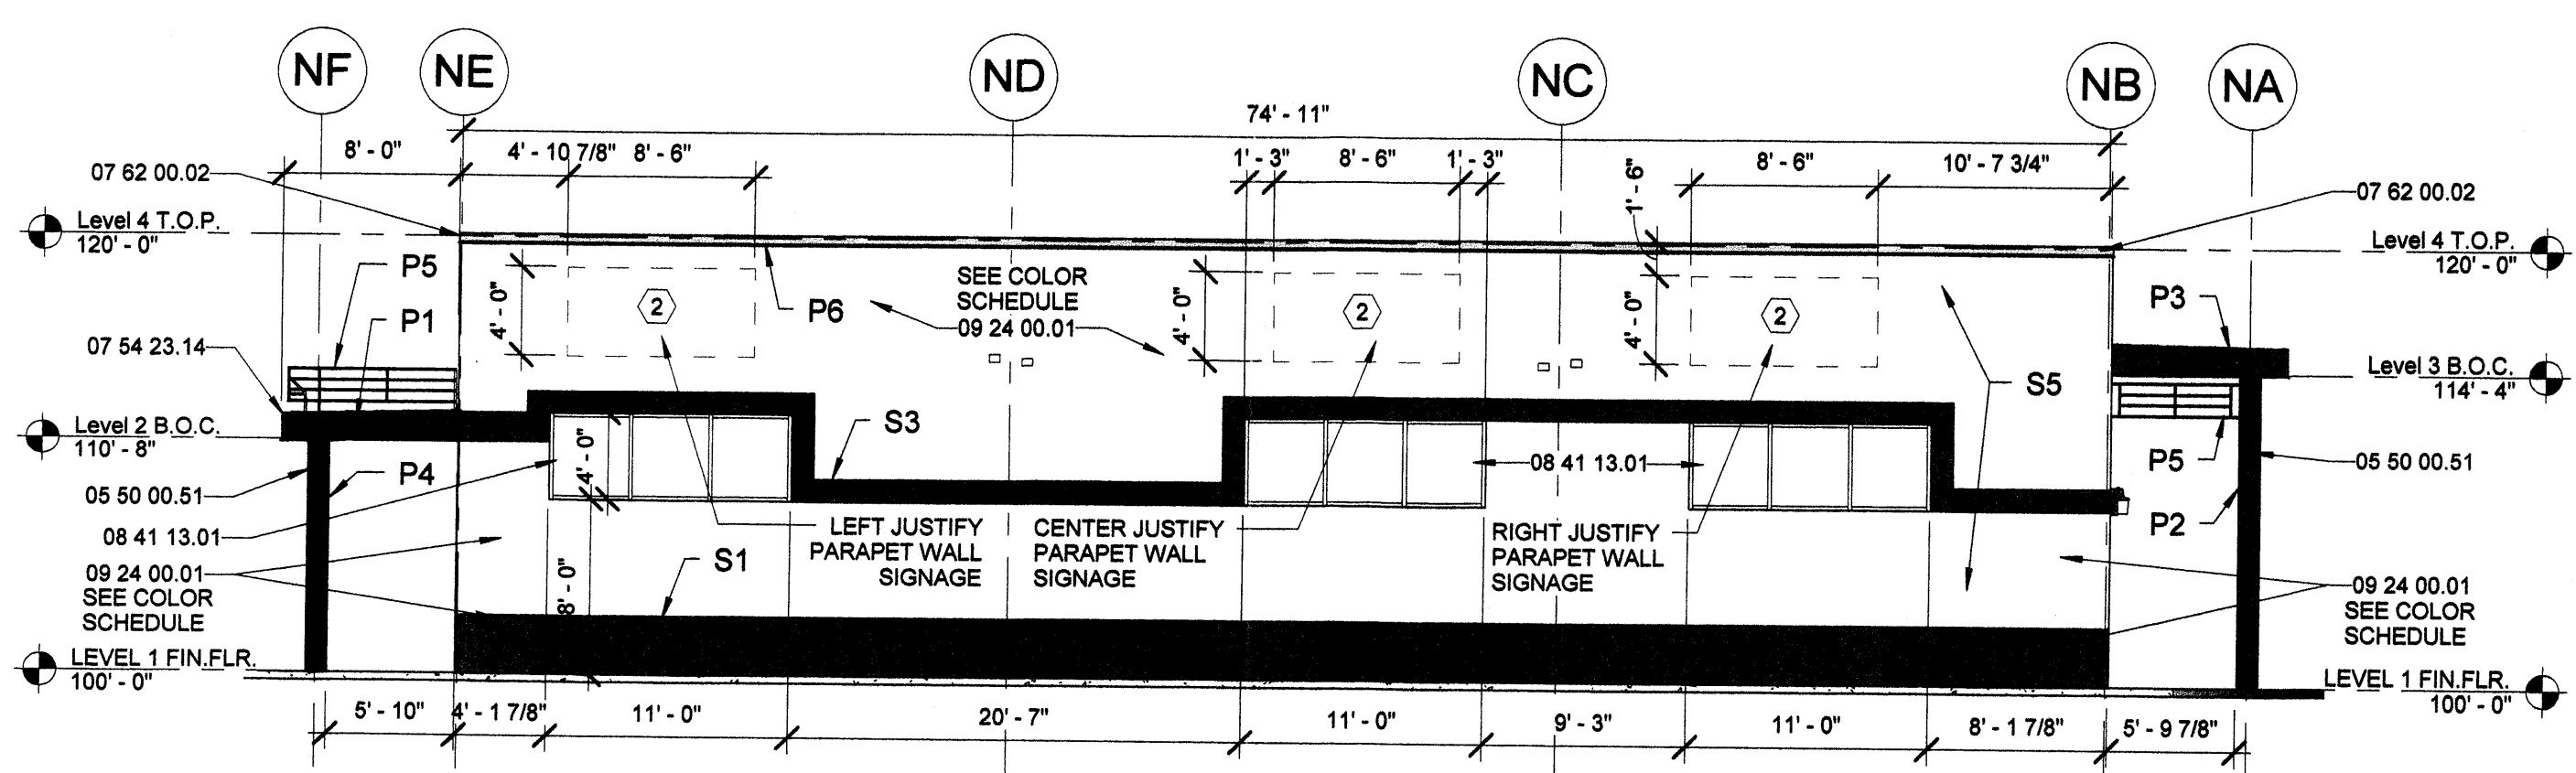 NF
NE
ND
NC
NB
NA
74' - 11"
8' - 0"
4' - 10 7/8"
8' - 6"
1' - 3"
8' - 6"
1' - 3"
8' - 6"
10' - 7 3/4"
1' - 6"
07 62 00.02
07 62 00.02
Level 4 T.O.P.
120' - 0"
Level 4 T.O.P.
120' - 0"
P5
P1
07 54 23.14
4' - 0"
2
P6
SEE COLOR
SCHEDULE
09 24 00.01
4' - 0"
2
4' - 0"
2
S5
P3
Level 3 B.O.C.
114' - 4"
Level 2 B.O.C.
110' - 8"
S3
4' - 0"
08 41 13.01
P4
05 50 00.51
08 41 13.01
P5
P2
05 50 00.51
LEFT JUSTIFY
PARAPET WALL
SIGNAGE
CENTER JUSTIFY
PARAPET WALL
SIGNAGE
RIGHT JUSTIFY
PARAPET WALL
SIGNAGE
09 24 00.01
SEE COLOR
SCHEDULE
S1
8' - 0"
09 24 00.01
SEE COLOR
SCHEDULE
LEVEL 1 FIN.FLR.
100' - 0"
LEVEL 1 FIN.FLR.
100' - 0"
5' - 10"
4' - 1 7/8"
11' - 0"
20' - 7"
11' - 0"
9' - 3"
11' - 0"
8' - 1 7/8"
5' - 9 7/8"